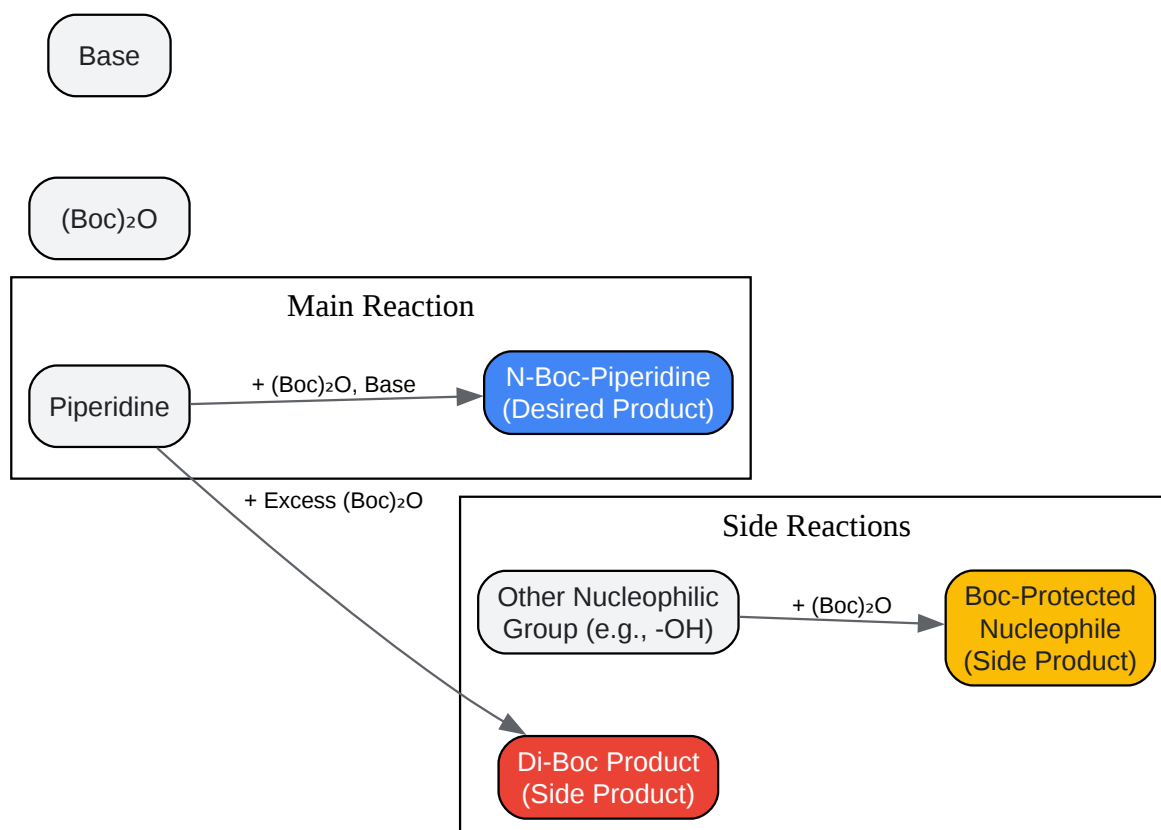 Base
(Boc)₂O
Main Reaction
Piperidine
+ (Boc)₂O, Base
N-Boc-Piperidine
(Desired Product)
+ Excess (Boc)₂O
Side Reactions
Other Nucleophilic
Group (e.g., -OH)
+ (Boc)₂O
Boc-Protected
Nucleophile
(Side Product)
Di-Boc Product
(Side Product)